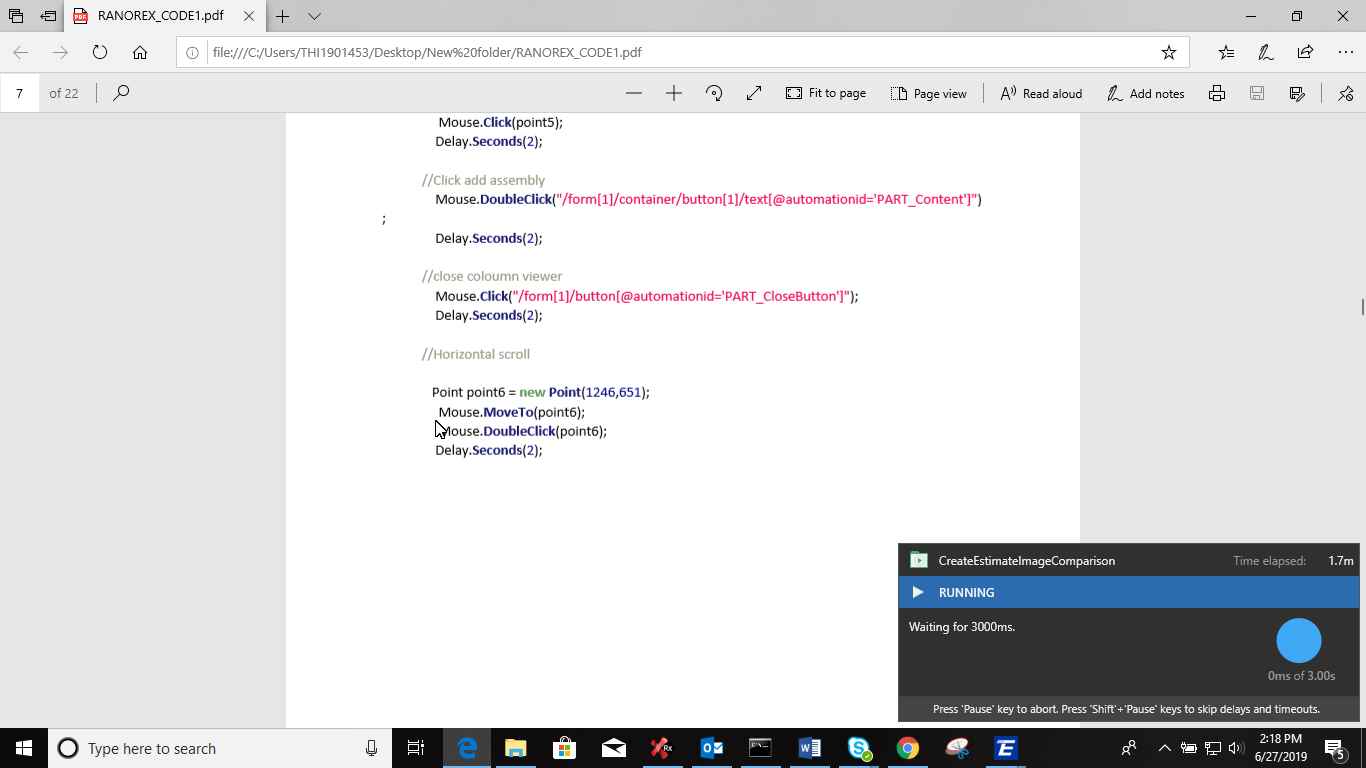 RANOREX_CODE1.pdf
file:///C:/Users/THI1901453/Desktop/New%20folder/RANOREX_CODE1.pdf
7 of 22 Fit to page Page view Read aloud Add notes
Mouse.Click(point5);
Delay.Seconds(2);
//Click add assembly
Mouse.DoubleClick("/form[1]/container/button[1]/text[@automationid='PART_Content']")
;
Delay.Seconds(2);
//close coloumn viewer
Mouse.Click("/form[1]/button[@automationid='PART_CloseButton']");
Delay.Seconds(2);
//Horizontal scroll
Point point6 = new Point(1246,651);
Mouse.MoveTo(point6);
Mouse.DoubleClick(point6);
Delay.Seconds(2);
CreateEstimateImageComparison Time elapsed: 1.7m
RUNNING
Waiting for 3000ms.
0ms of 3.00s
Press 'Pause' key to abort. Press 'Shift'+'Pause' keys to skip delays and timeouts.
Type here to search
2:18 PM
6/27/2019
5